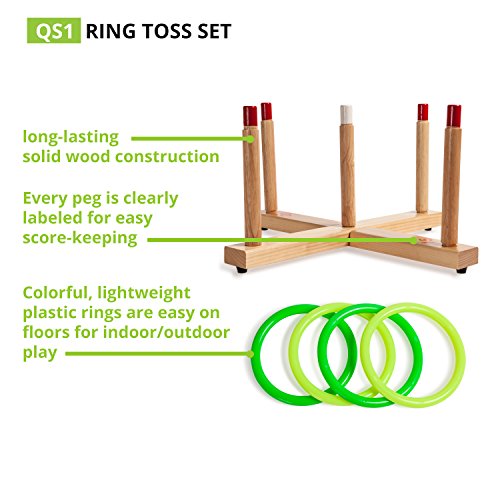 QS1 RING TOSS SET
long-lasting
solid wood construction
Every peg is clearly
labeled for easy
score-keeping
Colorful, lightweight
plastic rings are easy on
floors for indoor/outdoor
play